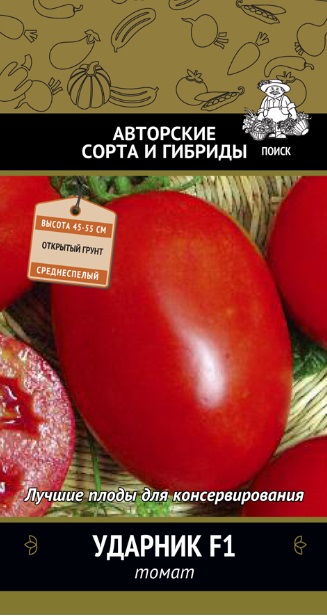 АВТОРСКИЕ
СОРТА И ГИБРИДЫ
ПОИСК
ВЫСОТА 45-55 СМ
ОТКРЫТЫЙ ГРУНТ
СРЕДНЕСПЕЛЫЙ
Лучшие плоды для консервирования
УДАРНИК F1
томат